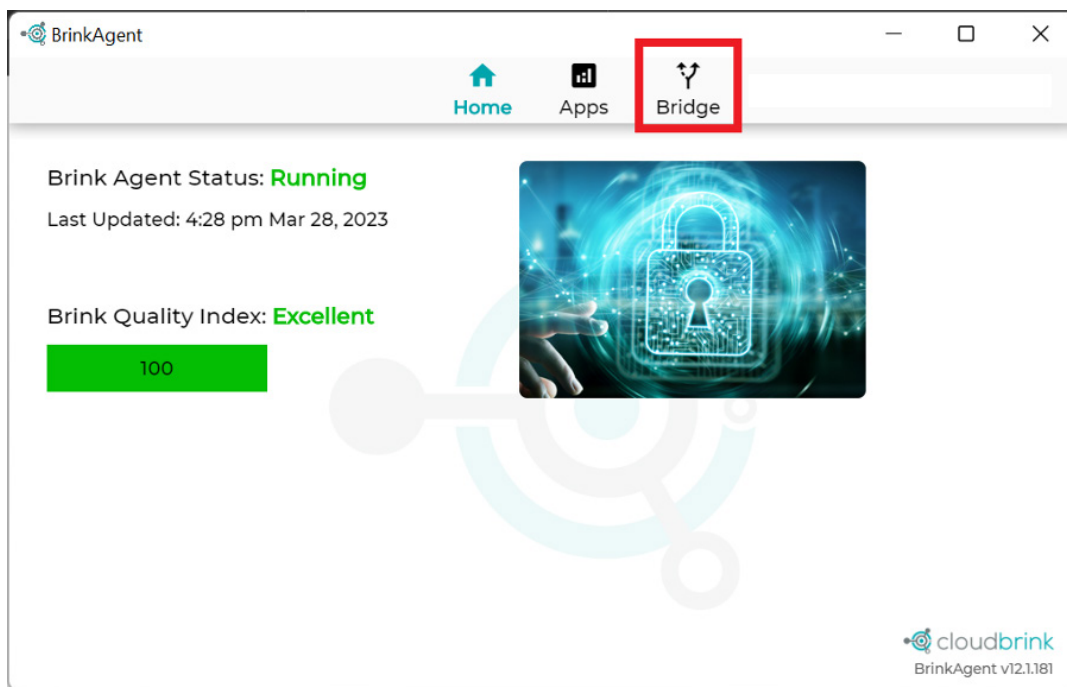 BrinkAgent
Home Apps Bridge
Brink Agent Status: Running
Last Updated: 4:28 pm Mar 28, 2023
Brink Quality Index: Excellent
100
cloudbrink
BrinkAgent v12.1.181